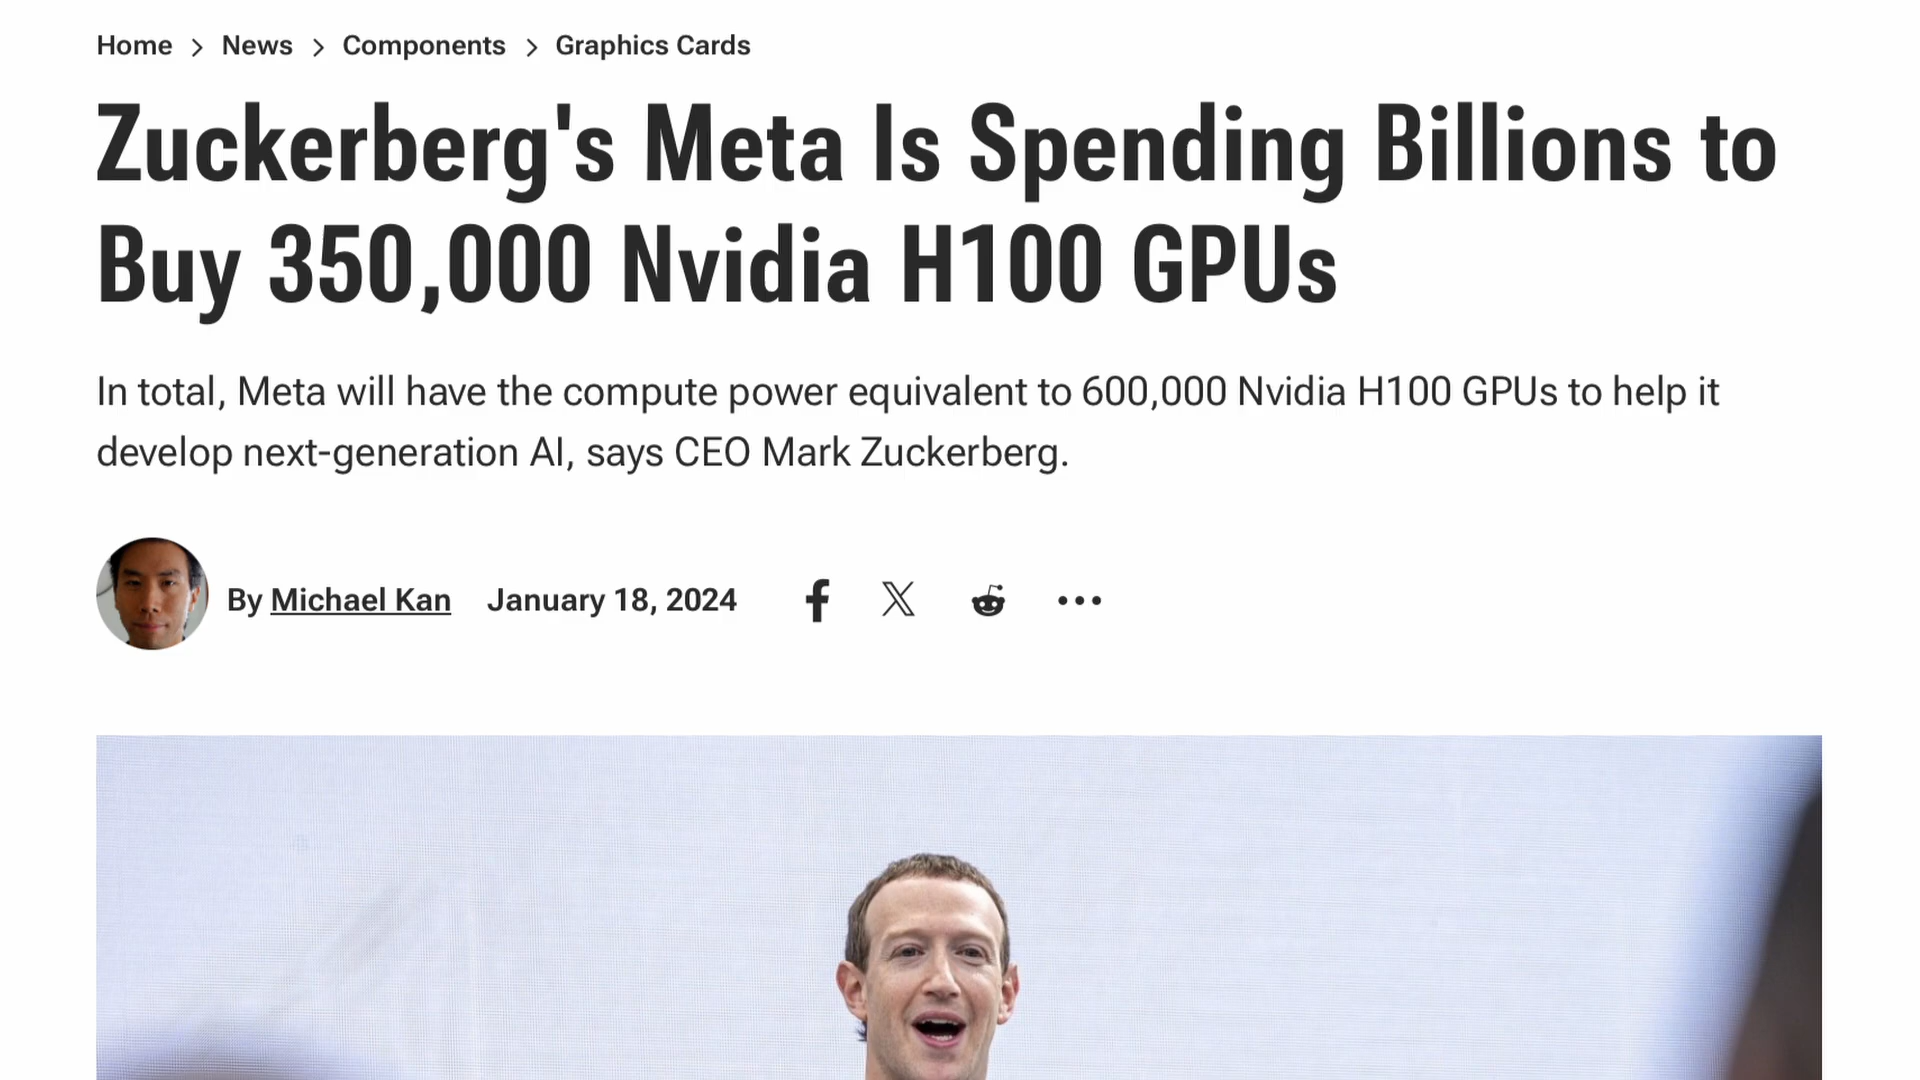 Home > News > Components > Graphics Cards
Zuckerberg's Meta Is Spending Billions to
Buy 350,000 Nvidia H100 GPUs
In total, Meta will have the compute power equivalent to 600,000 Nvidia H100 GPUs to help it
develop next-generation AI, says CEO Mark Zuckerberg.
By Michael Kan January 18, 2024